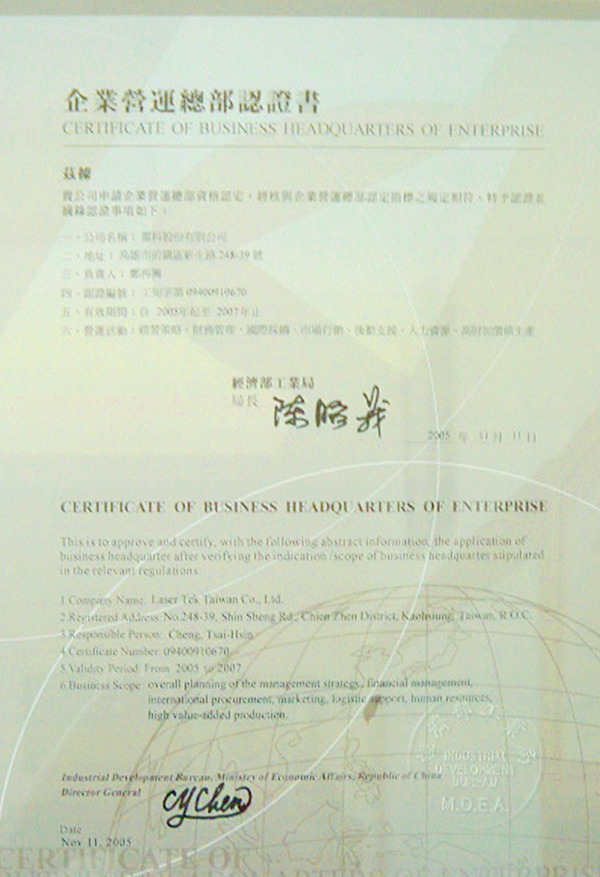 企業營運總部認證書
CERTIFICATE OF BUSINESS HEADQUARTERS OF ENTERPRISE
茲據
貴公司申請企業營運總部資格認定，經核與企業營運總部認定指標之規定相符，特予認證並
摘錄認證事項如下：
一、公司名稱：雷科股份有限公司
二、地址：高雄市前鎮區新生路248-39號
三、負責人：鄭再興
四、認證編號：工知字第09400910670
五、有效期間：自 2005年起至 2007年止
六、營運活動：經營策略、財務管理、國際採購、市場行銷、後勤支援、人力資源、高附加價值生產
經濟部工業局
局長 陳昭義
2005 年 11月 11日
CERTIFICATE OF BUSINESS HEADQUARTERS OF ENTERPRISE
This is to approve and certify, with the following abstract information, the application of
business headquarter after verifying the indication /scope of business headquarter stipulated
in the relevant regulations:
1.Company Name: Laser Tek Taiwan Co., Ltd.
2.Registered Address: No.248-39, Shin Sheng Rd., Chien Zhen District, Kaohsiung, Taiwan, R.O.C.
3.Responsible Person: Cheng, Tsai-Hsin
4.Certificate Number: 09400910670
5.Validity Period: From 2005 to 2007
6.Business Scope: overall planning of the management strategy, financial management,
international procurement, marketing, logistic support, human resources,
high value-added production.
INDUSTRIAL
DEVELOPMENT
BUREAU
M.O.E.A.
Industrial Development Bureau, Ministry of Economic Affairs, Republic of China
Director General CYChen
Date
Nov 11, 2005
CERTIFICATE OF